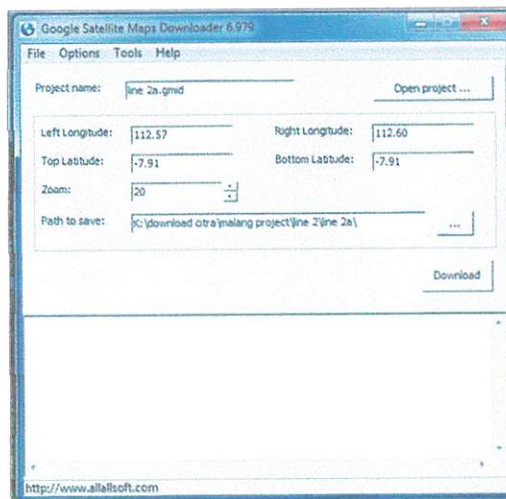 Google Satellite Maps Downloader 6.979
File Options Tools Help
Project name: line 2a.gmid Open project ...
Left Longitude: 112.57 Right Longitude: 112.60
Top Latitude: -7.91 Bottom Latitude: -7.91
Zoom: 20
Path to save: K:\download citra\malang project\line 2\line 2a\ ...
Download
http://www.allallsoft.com